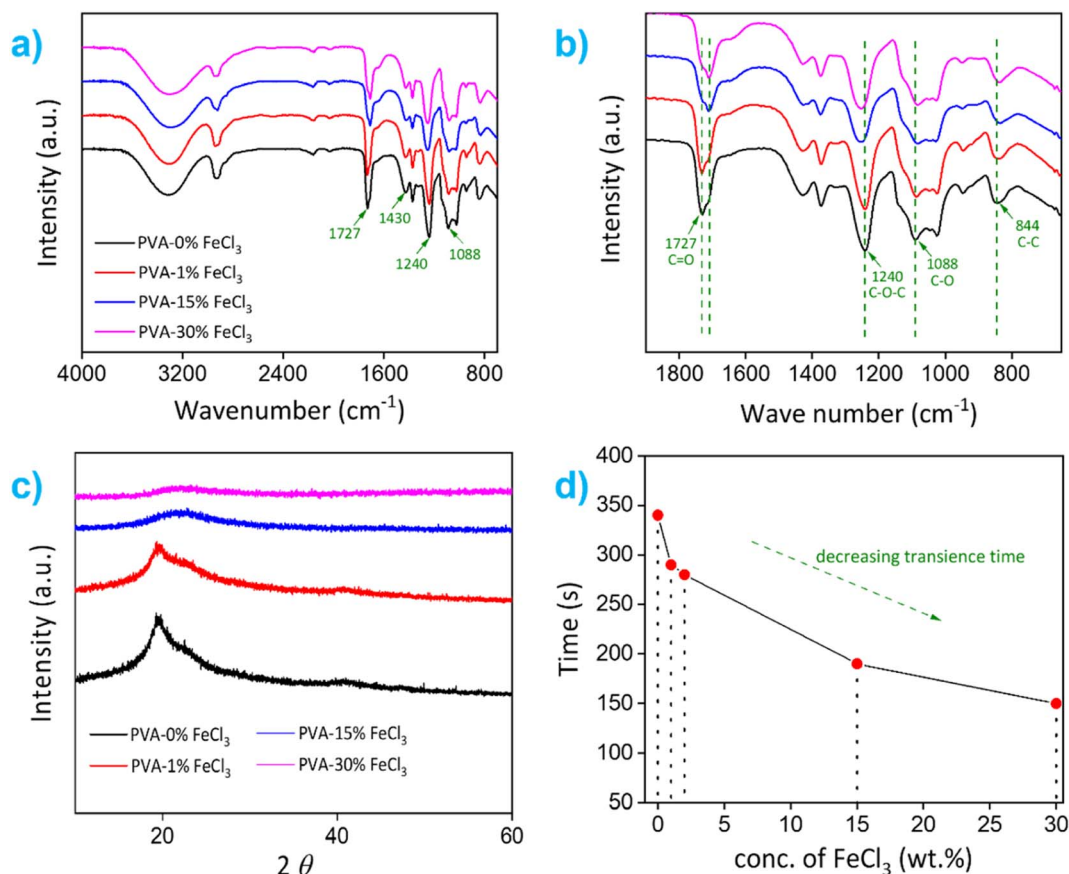 a)
Intensity (a.u.)
1727
1430
1240
1088
PVA-0% FeCl₃
PVA-1% FeCl₃
PVA-15% FeCl₃
PVA-30% FeCl₃
4000 3200 2400 1600 800
Wavenumber (cm⁻¹)
b)
Intensity (a.u.)
1727
C=O
1240
C-O-C
1088
C-O
844
C-C
1800 1600 1400 1200 1000 800
Wave number (cm⁻¹)
c)
Intensity (a.u.)
PVA-0% FeCl₃
PVA-15% FeCl₃
PVA-1% FeCl₃
PVA-30% FeCl₃
20 40 60
2 θ
d)
Time (s)
400
350
300
250
200
150
100
50
decreasing transience time
0 5 10 15 20 25 30
conc. of FeCl₃ (wt.%)